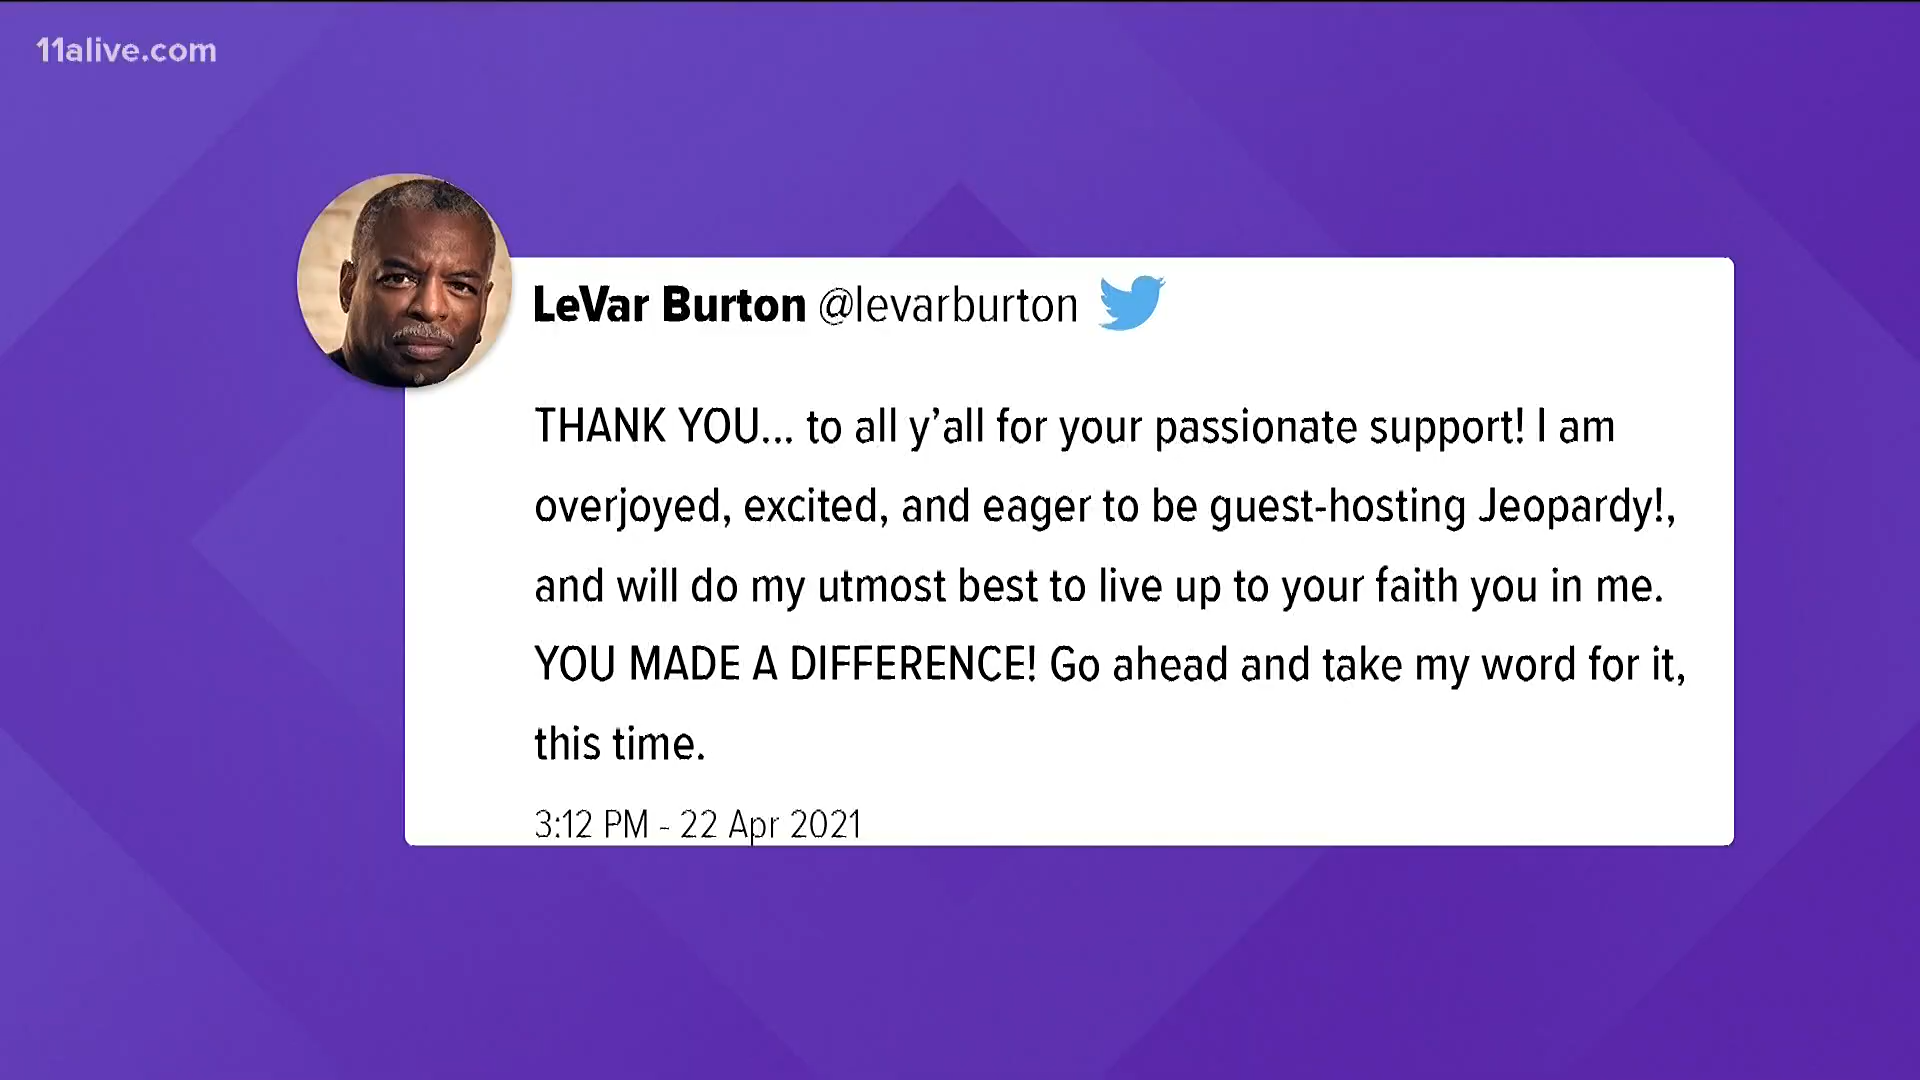 11alive.com
LeVar Burton @levarburton
THANK YOU... to all y’all for your passionate support! I am
overjoyed, excited, and eager to be guest-hosting Jeopardy!,
and will do my utmost best to live up to your faith you in me.
YOU MADE A DIFFERENCE! Go ahead and take my word for it,
this time.
3:12 PM - 22 Apr 2021